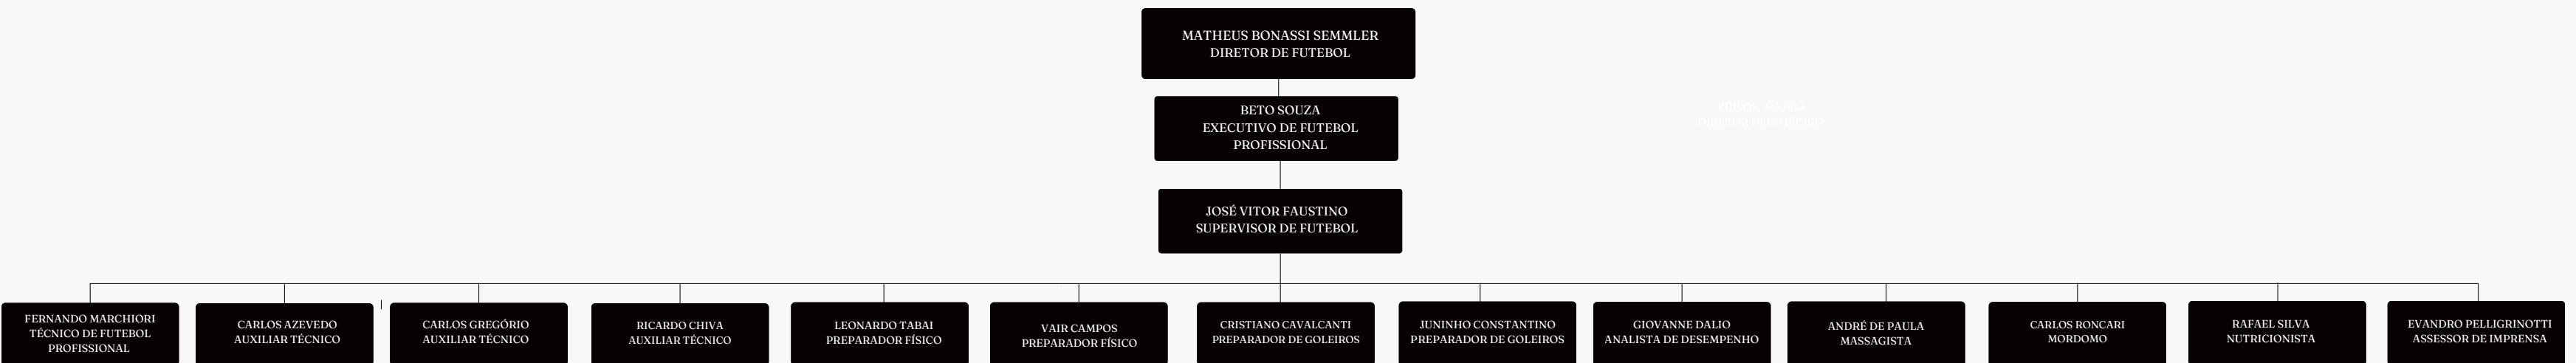 MATHEUS BONASSI SEMMLER
DIRETOR DE FUTEBOL
BETO SOUZA
EXECUTIVO DE FUTEBOL
PROFISSIONAL
JOSÉ VITOR FAUSTINO
SUPERVISOR DE FUTEBOL
FERNANDO MARCHIORI
TÉCNICO DE FUTEBOL
PROFISSIONAL
CARLOS AZEVEDO
AUXILIAR TÉCNICO
CARLOS GREGÓRIO
AUXILIAR TÉCNICO
RICARDO CHIVA
AUXILIAR TÉCNICO
LEONARDO TABAI
PREPARADOR FÍSICO
VAIR CAMPOS
PREPARADOR FÍSICO
CRISTIANO CAVALCANTI
PREPARADOR DE GOLEIROS
JUNINHO CONSTANTINO
PREPARADOR DE GOLEIROS
GIOVANNE DALIO
ANALISTA DE DESEMPENHO
ANDRÉ DE PAULA
MASSAGISTA
CARLOS RONCARI
MORDOMO
RAFAEL SILVA
NUTRICIONISTA
EVANDRO PELLIGRINOTTI
ASSESSOR DE IMPRENSA